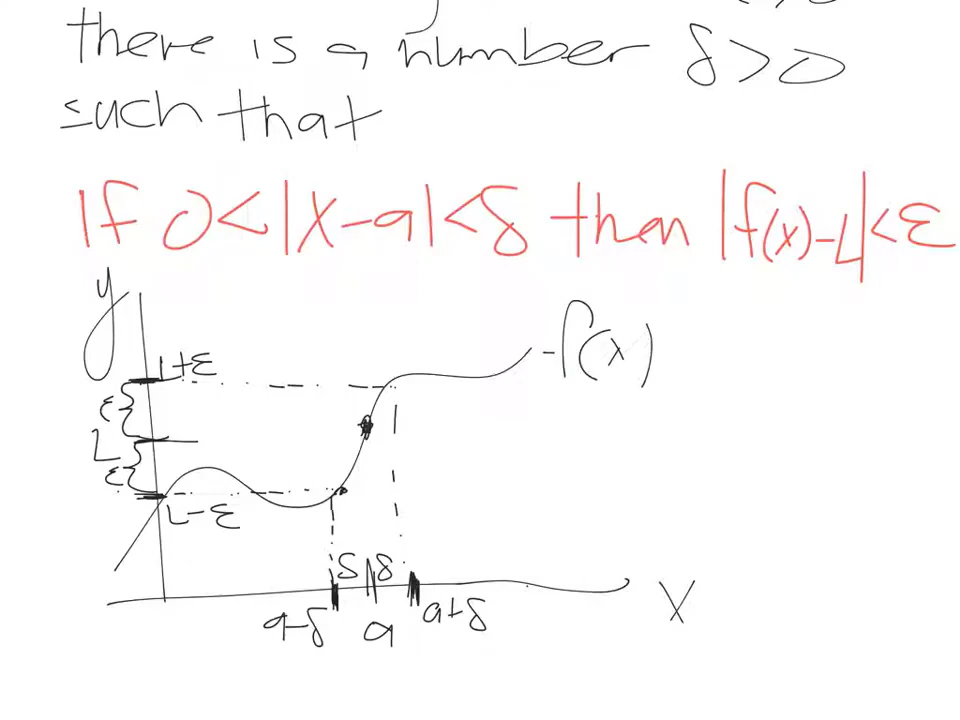 there is a number δ>0
such that
If 0<|x-a|<δ then |f(x)-L|<ε
y
L+ε
f(x)
ε
L
ε
L-ε
δ δ
a-δ a a+δ
x